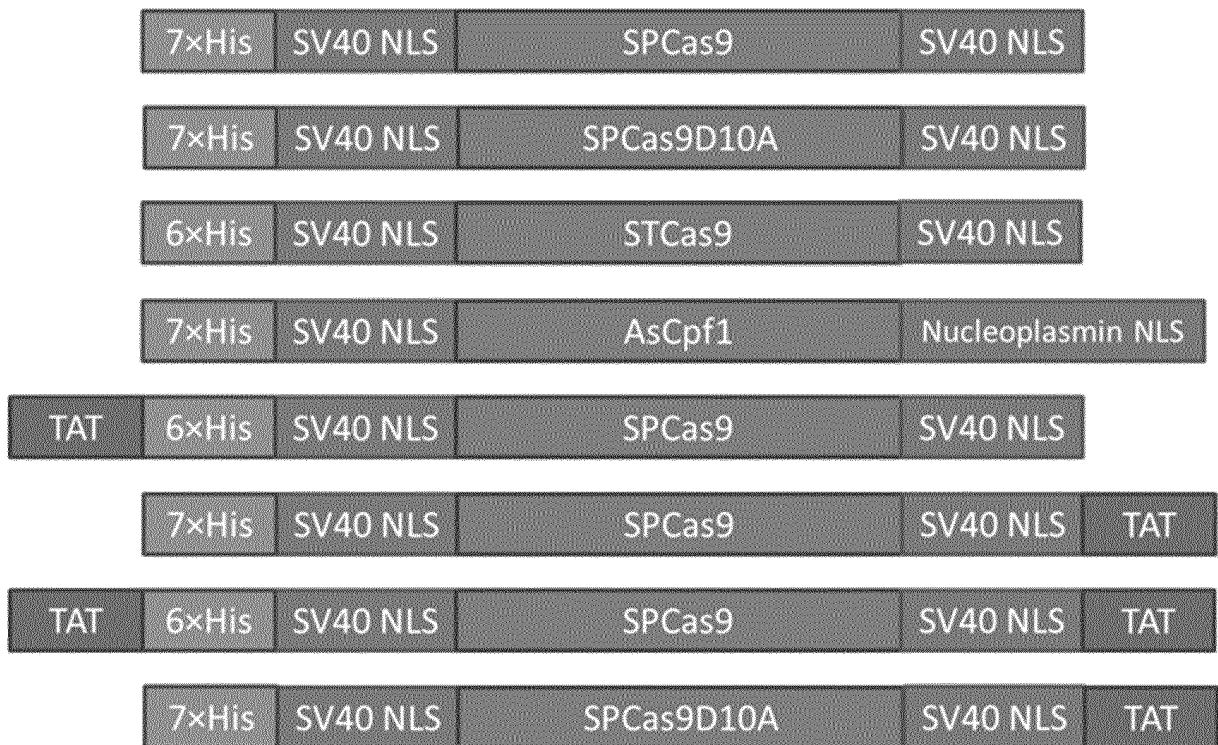 7×His SV40 NLS SPCas9 SV40 NLS
7×His SV40 NLS SPCas9D10A SV40 NLS
6×His SV40 NLS STCas9 SV40 NLS
7×His SV40 NLS AsCpf1 Nucleoplasmin NLS
TAT 6×His SV40 NLS SPCas9 SV40 NLS
7×His SV40 NLS SPCas9 SV40 NLS TAT
TAT 6×His SV40 NLS SPCas9 SV40 NLS TAT
7×His SV40 NLS SPCas9D10A SV40 NLS TAT